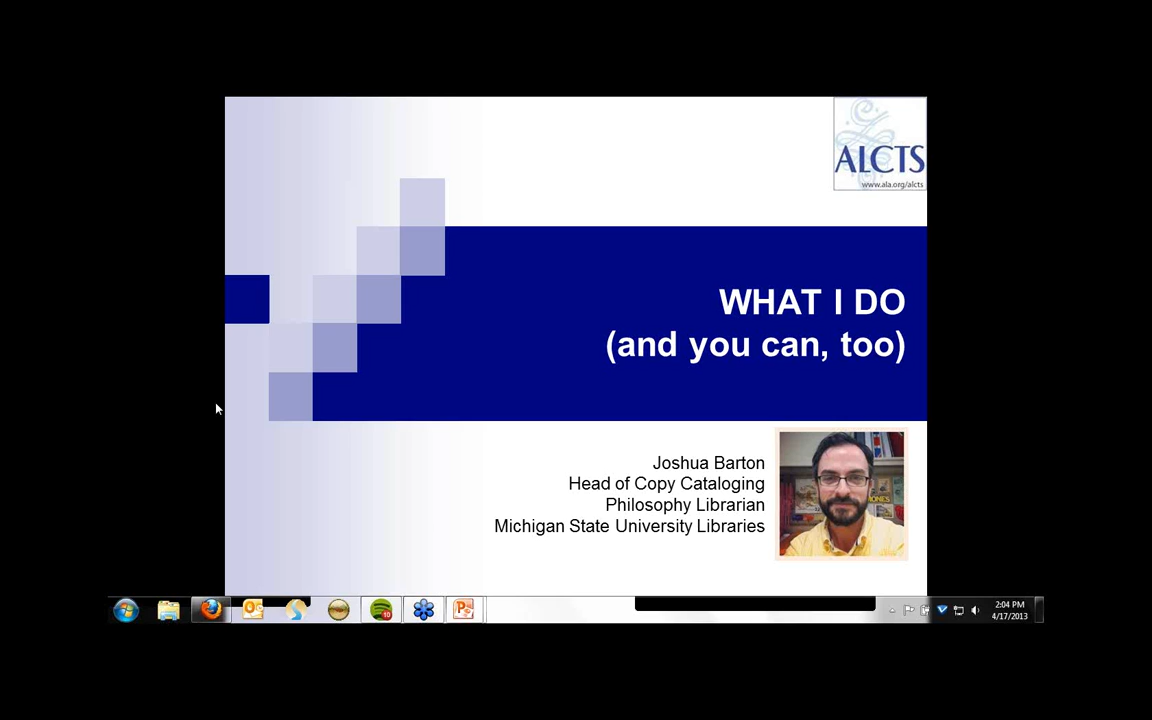 ALCTS
www.ala.org/alcts
WHAT I DO
(and you can, too)
Joshua Barton
Head of Copy Cataloging
Philosophy Librarian
Michigan State University Libraries
2:04 PM
4/17/2013